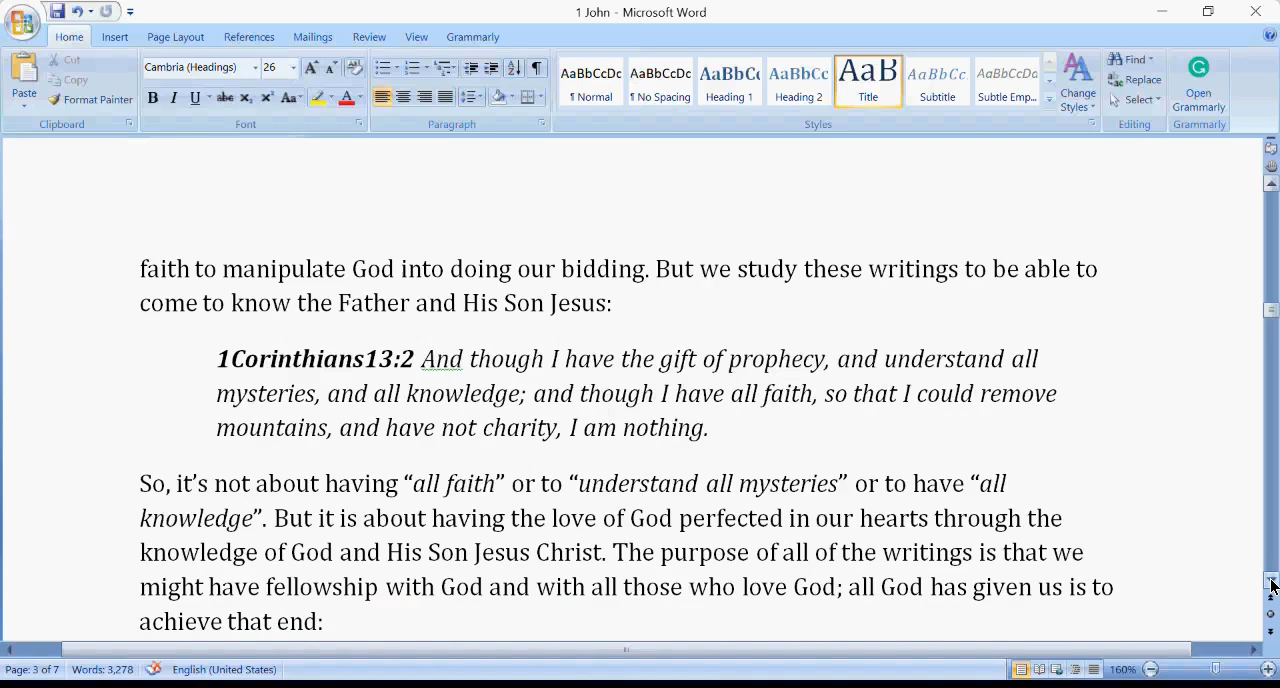 1 John - Microsoft Word
Home Insert Page Layout References Mailings Review View Grammarly
Paste
Cut
Copy
Format Painter
Clipboard
Cambria (Headings) 26
B I U abe X₂ X² Aa A
Font
Paragraph
AaBbCcDc AaBbCcDc AaBbCc AaBbCc AaB AaBbCc. AaBbCcDa
¶ Normal ¶ No Spacing Heading 1 Heading 2 Title Subtitle Subtle Emp...
Change Styles
Styles
Find
Replace
Select
Editing
Open Grammarly
Grammarly
faith to manipulate God into doing our bidding. But we study these writings to be able to
come to know the Father and His Son Jesus:
1Corinthians13:2 And though I have the gift of prophecy, and understand all
mysteries, and all knowledge; and though I have all faith, so that I could remove
mountains, and have not charity, I am nothing.
So, it’s not about having “all faith” or to “understand all mysteries” or to have “all
knowledge”. But it is about having the love of God perfected in our hearts through the
knowledge of God and His Son Jesus Christ. The purpose of all of the writings is that we
might have fellowship with God and with all those who love God; all God has given us is to
achieve that end:
Page: 3 of 7 Words: 3,278 English (United States) 160%